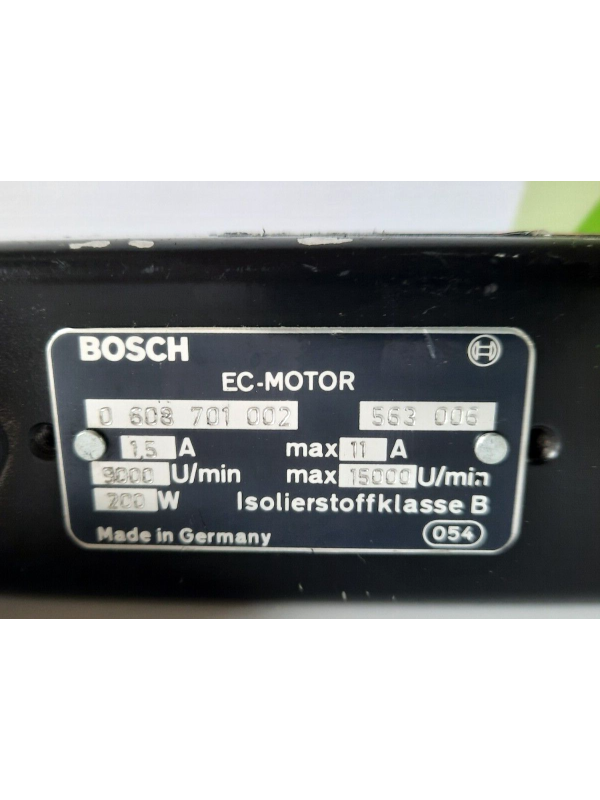 BOSCH
EC-MOTOR
0 608 701 002 563 006
1,5 A max 11 A
9000 U/min max 15000 U/min
200 W Isolierstoffklasse B
Made in Germany 054